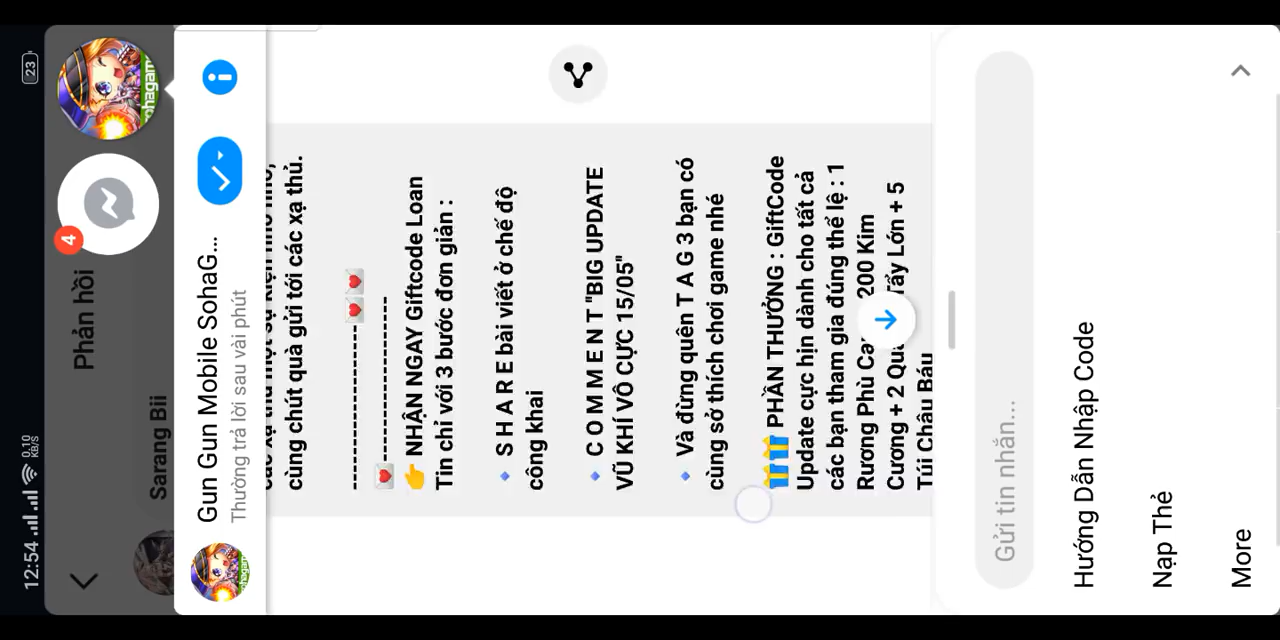 12:54
0.10
KB/S
23
Phản hồi
Sarang Bii
4
Gun Gun Mobile SohaG...
Thường trả lời sau vài phút
cùng chút quà gửi tới các xạ thủ.
--------------------
--------------------
👉 NHẬN NGAY Giftcode Loan
Tin chỉ với 3 bước đơn giản :
🔹 S H A R E bài viết ở chế độ
công khai
🔹 C O M M E N T "BIG UPDATE
VŨ KHÍ VÔ CỰC 15/05"
🔹 Và đừng quên T A G 3 bạn có
cùng sở thích chơi game nhé
🎁🎁 PHẦN THƯỞNG : GiftCode
Update cực hịn dành cho tất cả
các bạn tham gia đúng thể lệ : 1
Rương Phù 200 Kim
Cương + 2 Lớn + 5
Túi Châu Báu
Gửi tin nhắn...
Hướng Dẫn Nhập Code
Nạp Thẻ
More